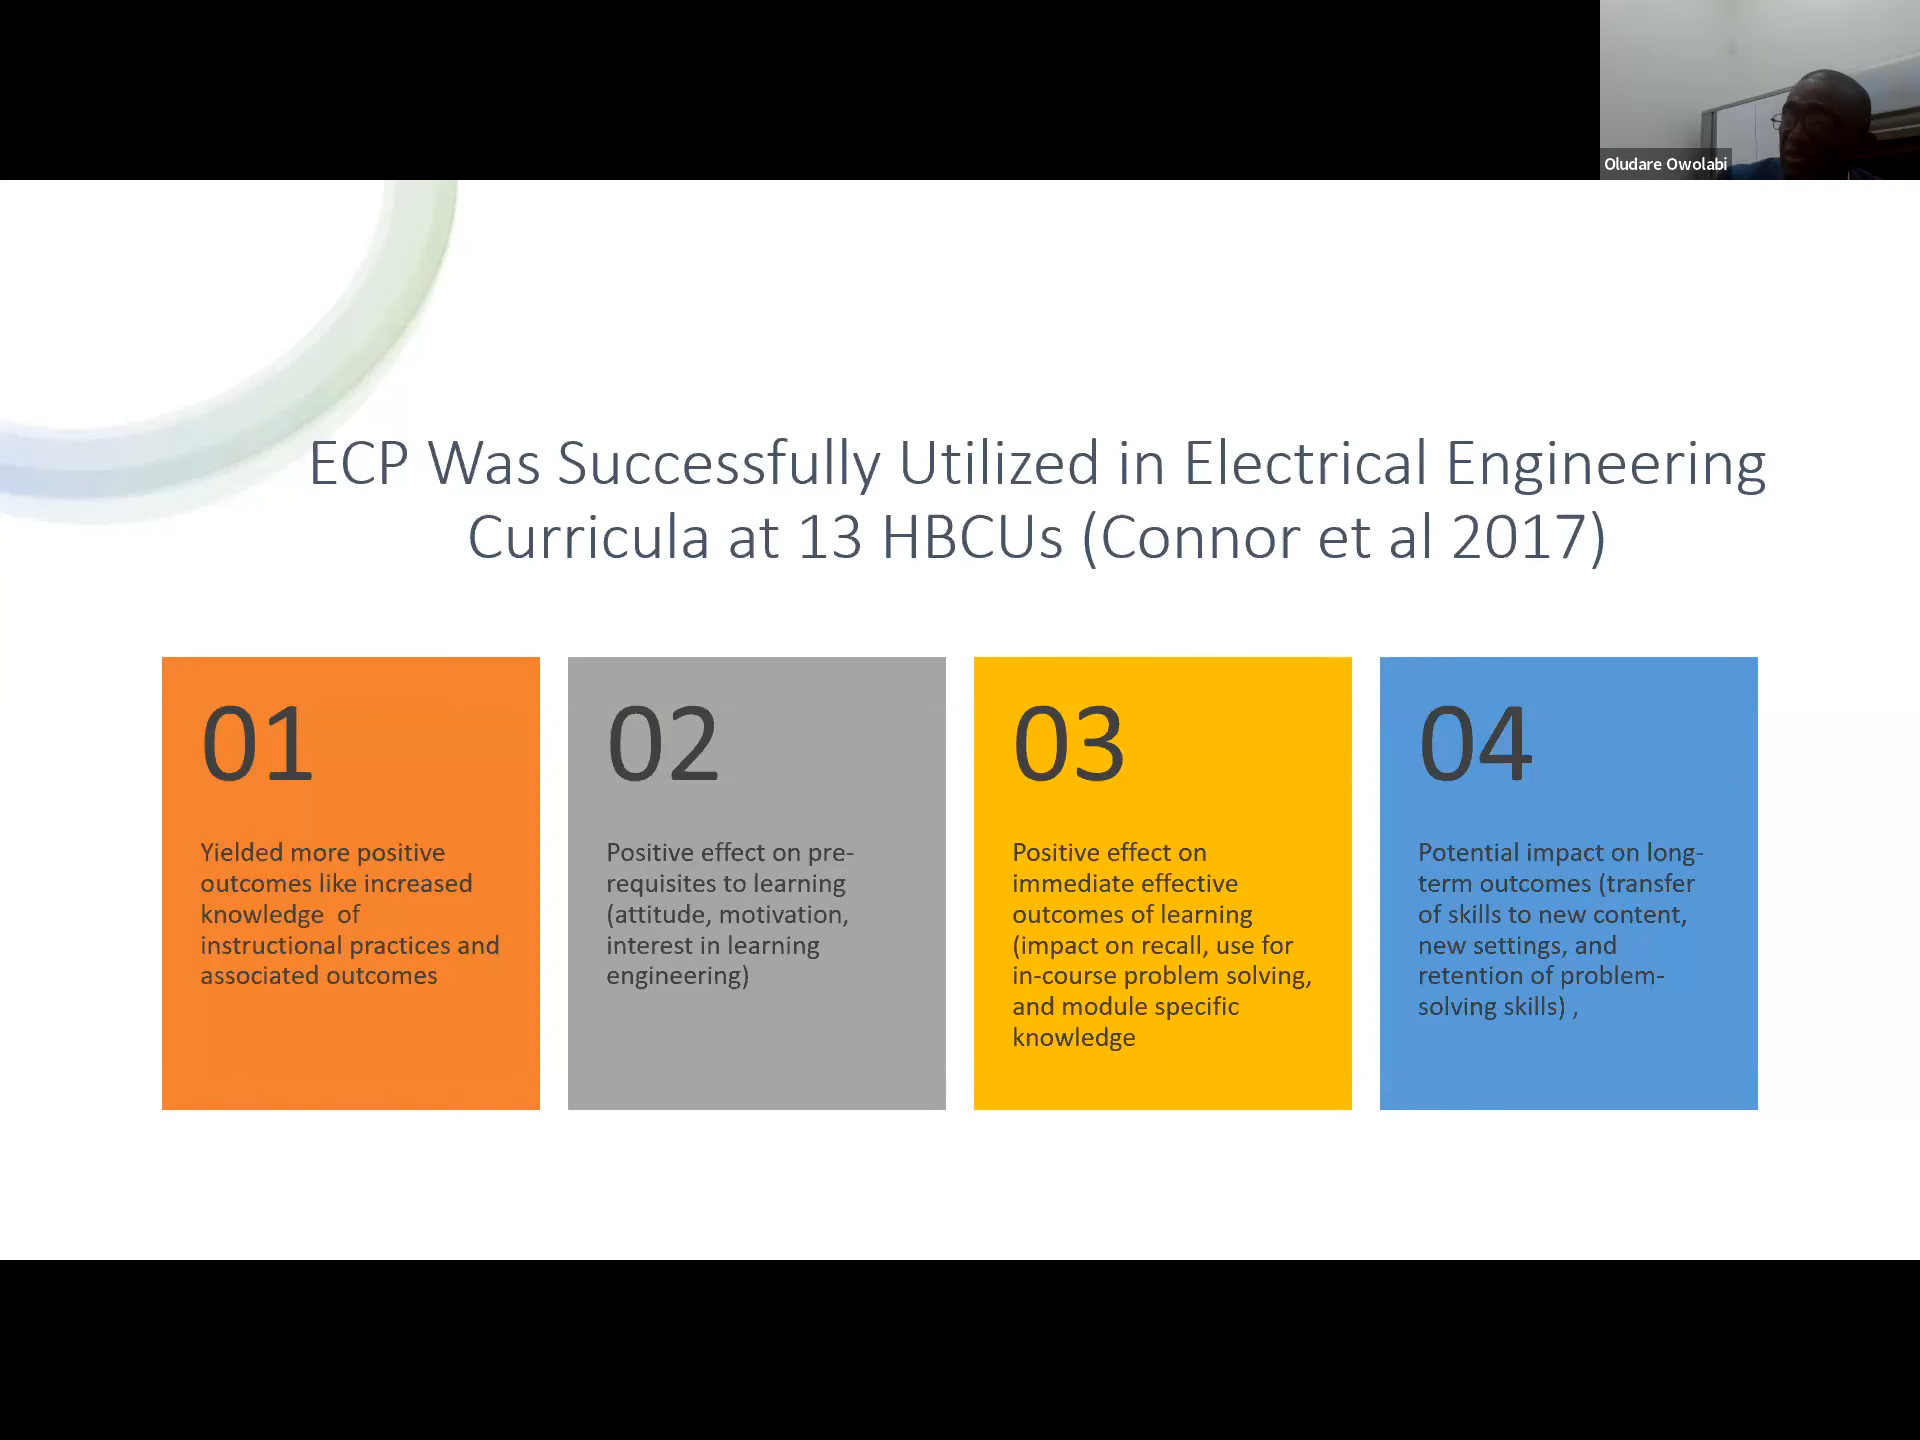 Oludare Owolabi
ECP Was Successfully Utilized in Electrical Engineering
Curricula at 13 HBCUs (Connor et al 2017)
01
Yielded more positive
outcomes like increased
knowledge  of
instructional practices and
associated outcomes
02
Positive effect on pre-
requisites to learning
(attitude, motivation,
interest in learning
engineering)
03
Positive effect on
immediate effective
outcomes of learning
(impact on recall, use for
in-course problem solving,
and module specific
knowledge
04
Potential impact on long-
term outcomes (transfer
of skills to new content,
new settings, and
retention of problem-
solving skills) ,